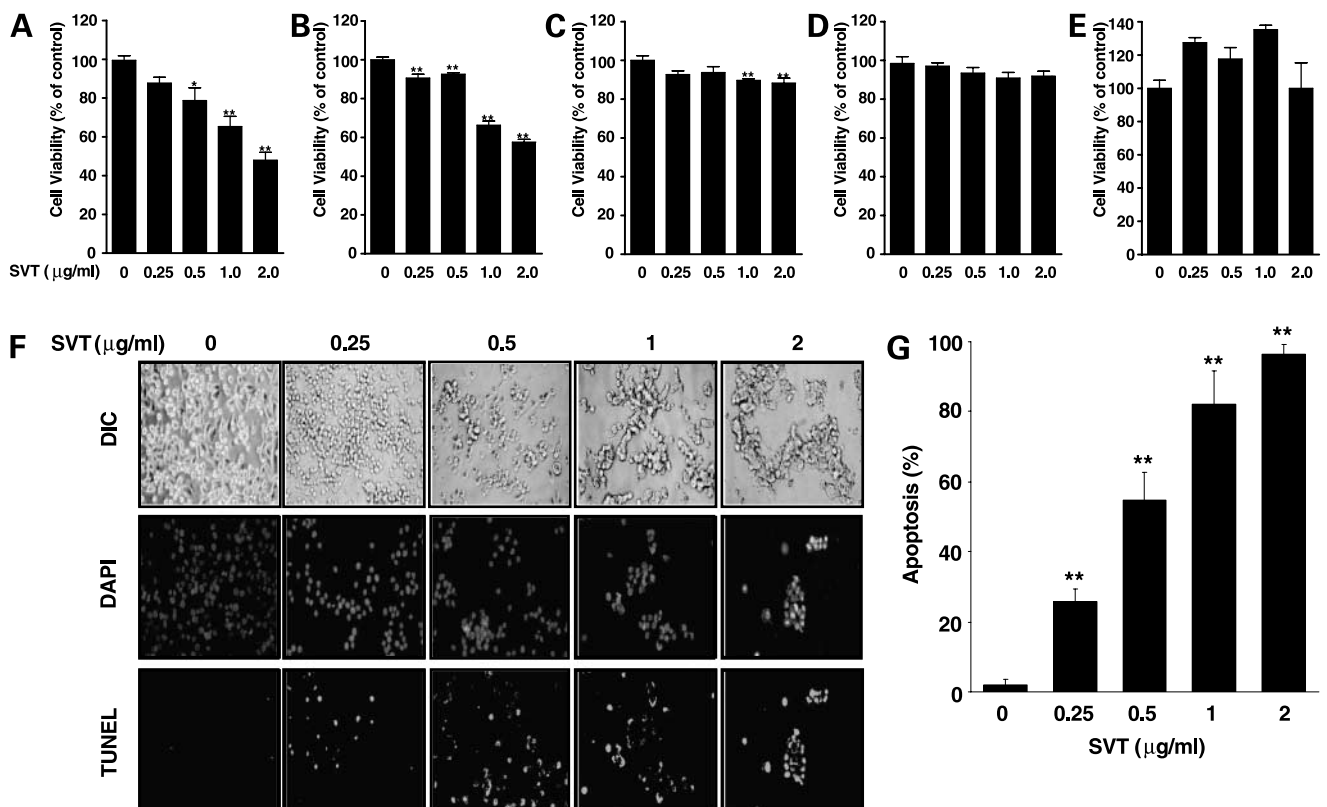 A
Cell Viability (% of control)
120
100
80
60
40
20
0
*
**
**
SVT (μg/ml)
0 0.25 0.5 1.0 2.0
B
Cell Viability (% of control)
120
100
80
60
40
20
0
**
**
**
**
0 0.25 0.5 1.0 2.0
C
Cell Viability (% of control)
120
100
80
60
40
20
0
**
**
0 0.25 0.5 1.0 2.0
D
Cell Viability (% of control)
120
100
80
60
40
20
0
0 0.25 0.5 1.0 2.0
E
Cell Viability (% of control)
140
120
100
80
60
40
20
0
0 0.25 0.5 1.0 2.0
F
SVT (μg/ml) 0 0.25 0.5 1 2
DIC
DAPI
TUNEL
G
Apoptosis (%)
100
80
60
40
20
0
**
**
**
**
0 0.25 0.5 1 2
SVT (μg/ml)